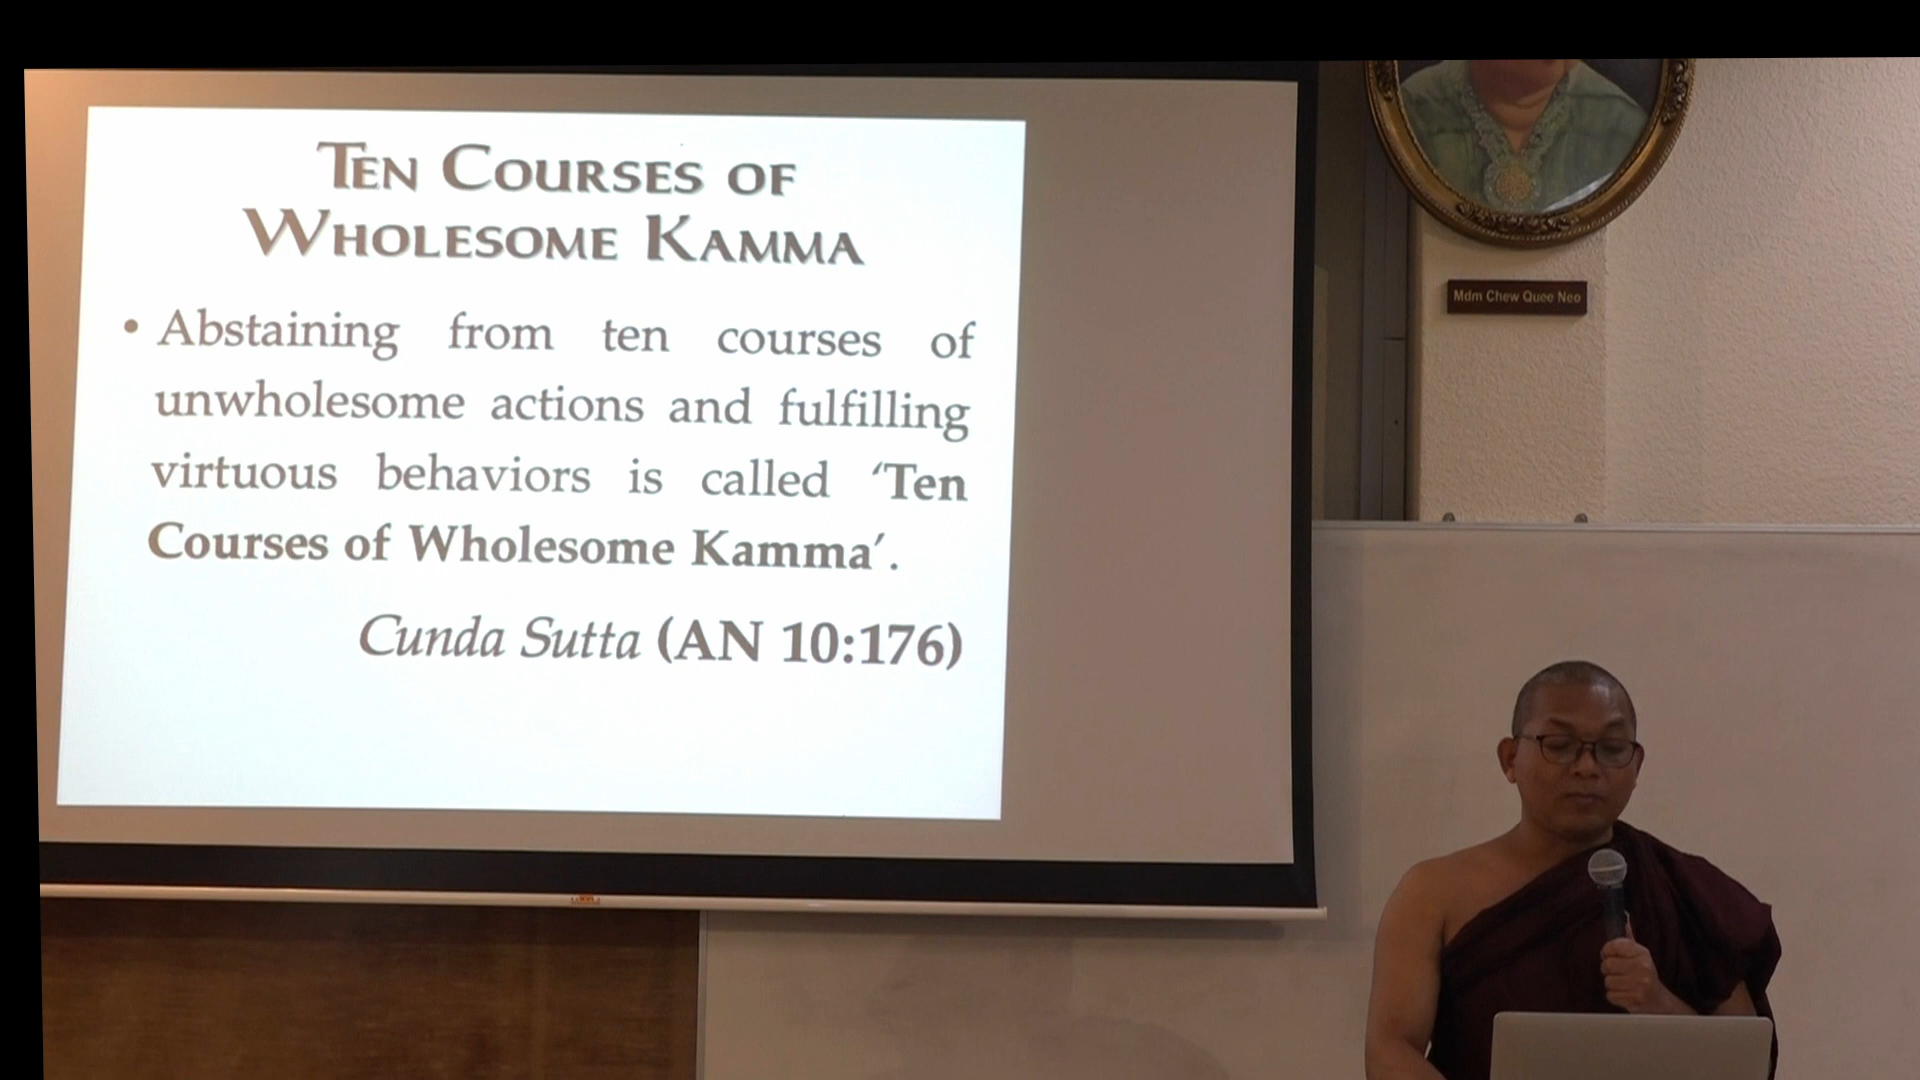 TEN COURSES OF
WHOLESOME KAMMA
• Abstaining from ten courses of
unwholesome actions and fulfilling
virtuous behaviors is called ‘Ten
Courses of Wholesome Kamma’.
Cunda Sutta (AN 10:176)
Mdm Chew Quee Neo